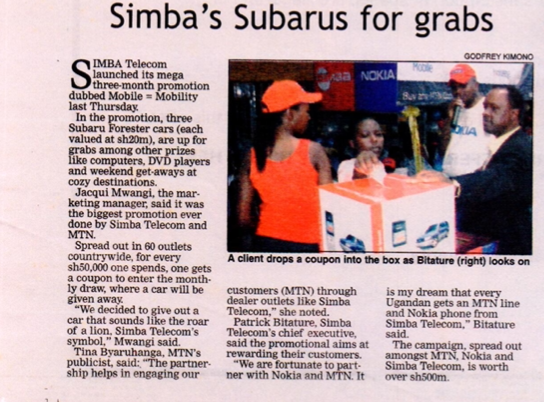 Simba's Subarus for grabs
GODFREY KIMONO
SIMBA Telecom
launched its mega
three-month promotion
dubbed Mobile = Mobility
last Thursday.
In the promotion, three
Subaru Forester cars (each
valued at sh20m), are up for
grabs among other prizes
like computers, DVD players
and weekend get-aways at
cozy destinations.
Jacqui Mwangi, the mar-
keting manager, said it was
the biggest promotion ever
done by Simba Telecom and
MTN.
Spread out in 60 outlets
countrywide, for every
sh50,000 one spends, one gets
a coupon to enter the month-
ly draw, where a car will be
given away.
"We decided to give out a
car that sounds like the roar
of a lion, Simba Telecom's
symbol," Mwangi said.
Tina Byaruhanga, MTN's
publicist, said: "The partner-
ship helps in engaging our
NOKIA
Mobile
NOKIA
A client drops a coupon into the box as Bitature (right) looks on
customers (MTN) through
dealer outlets like Simba
Telecom," she noted.
Patrick Bitature, Simba
Telecom's chief executive,
said the promotional aims at
rewarding their customers.
"We are fortunate to part-
ner with Nokia and MTN. It
is my dream that every
Ugandan gets an MTN line
and Nokia phone from
Simba Telecom," Bitature
said.
The campaign, spread out
amongst MTN, Nokia and
Simba Telecom, is worth
over sh500m.